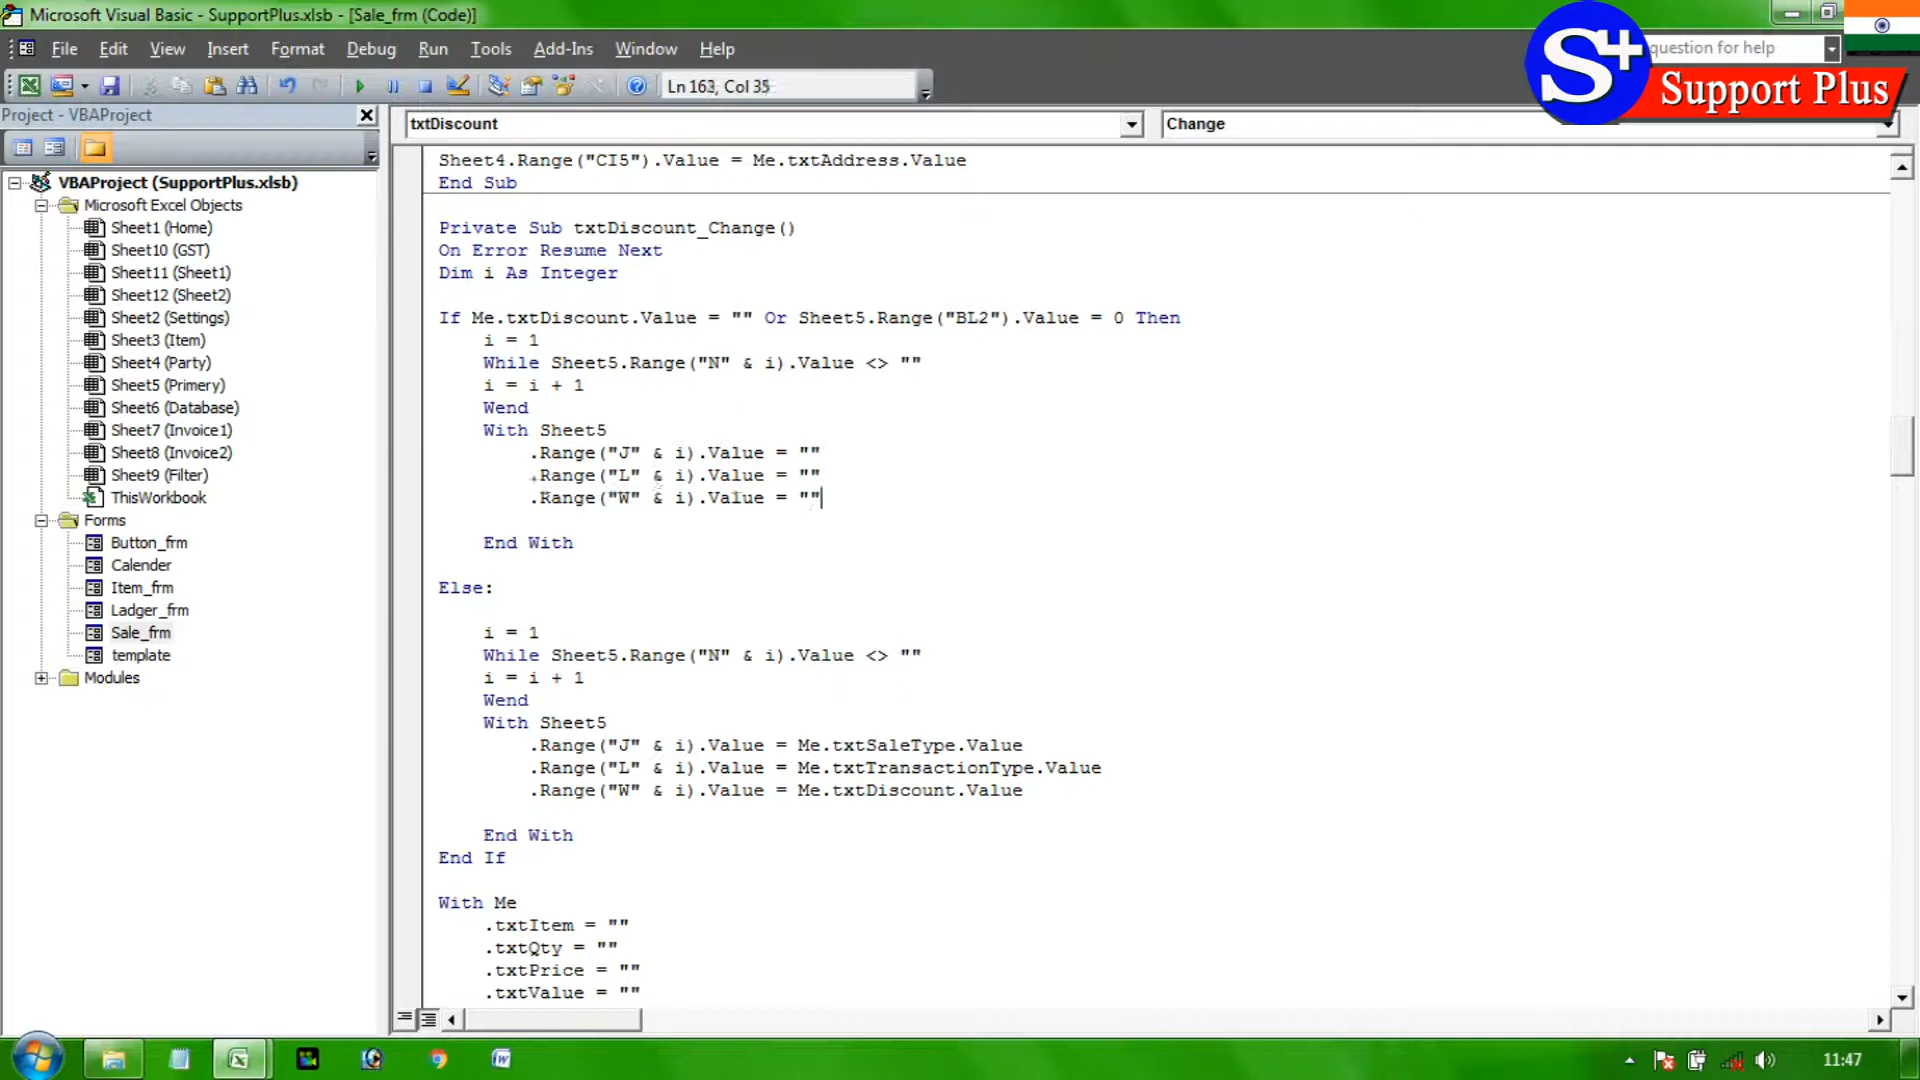 Microsoft Visual Basic - SupportPlus.xlsb - [Sale_frm (Code)]
File Edit View Insert Format Debug Run Tools Add-Ins Window Help
question for help
S+
Support Plus
Ln 163, Col 35
Project - VBAProject
txtDiscount
Change
VBAProject (SupportPlus.xlsb)
Microsoft Excel Objects
Sheet1 (Home)
Sheet10 (GST)
Sheet11 (Sheet1)
Sheet12 (Sheet2)
Sheet2 (Settings)
Sheet3 (Item)
Sheet4 (Party)
Sheet5 (Primery)
Sheet6 (Database)
Sheet7 (Invoice1)
Sheet8 (Invoice2)
Sheet9 (Filter)
ThisWorkbook
Forms
Button_frm
Calender
Item_frm
Ladger_frm
Sale_frm
template
Modules
Sheet4.Range("CI5").Value = Me.txtAddress.Value
End Sub
Private Sub txtDiscount_Change()
On Error Resume Next
Dim i As Integer
If Me.txtDiscount.Value = "" Or Sheet5.Range("BL2").Value = 0 Then
i = 1
While Sheet5.Range("N" & i).Value <> ""
i = i + 1
Wend
With Sheet5
.Range("J" & i).Value = ""
.Range("L" & i).Value = ""
.Range("W" & i).Value = ""
End With
Else:
i = 1
While Sheet5.Range("N" & i).Value <> ""
i = i + 1
Wend
With Sheet5
.Range("J" & i).Value = Me.txtSaleType.Value
.Range("L" & i).Value = Me.txtTransactionType.Value
.Range("W" & i).Value = Me.txtDiscount.Value
End With
End If
With Me
.txtItem = ""
.txtQty = ""
.txtPrice = ""
.txtValue = ""
11:47